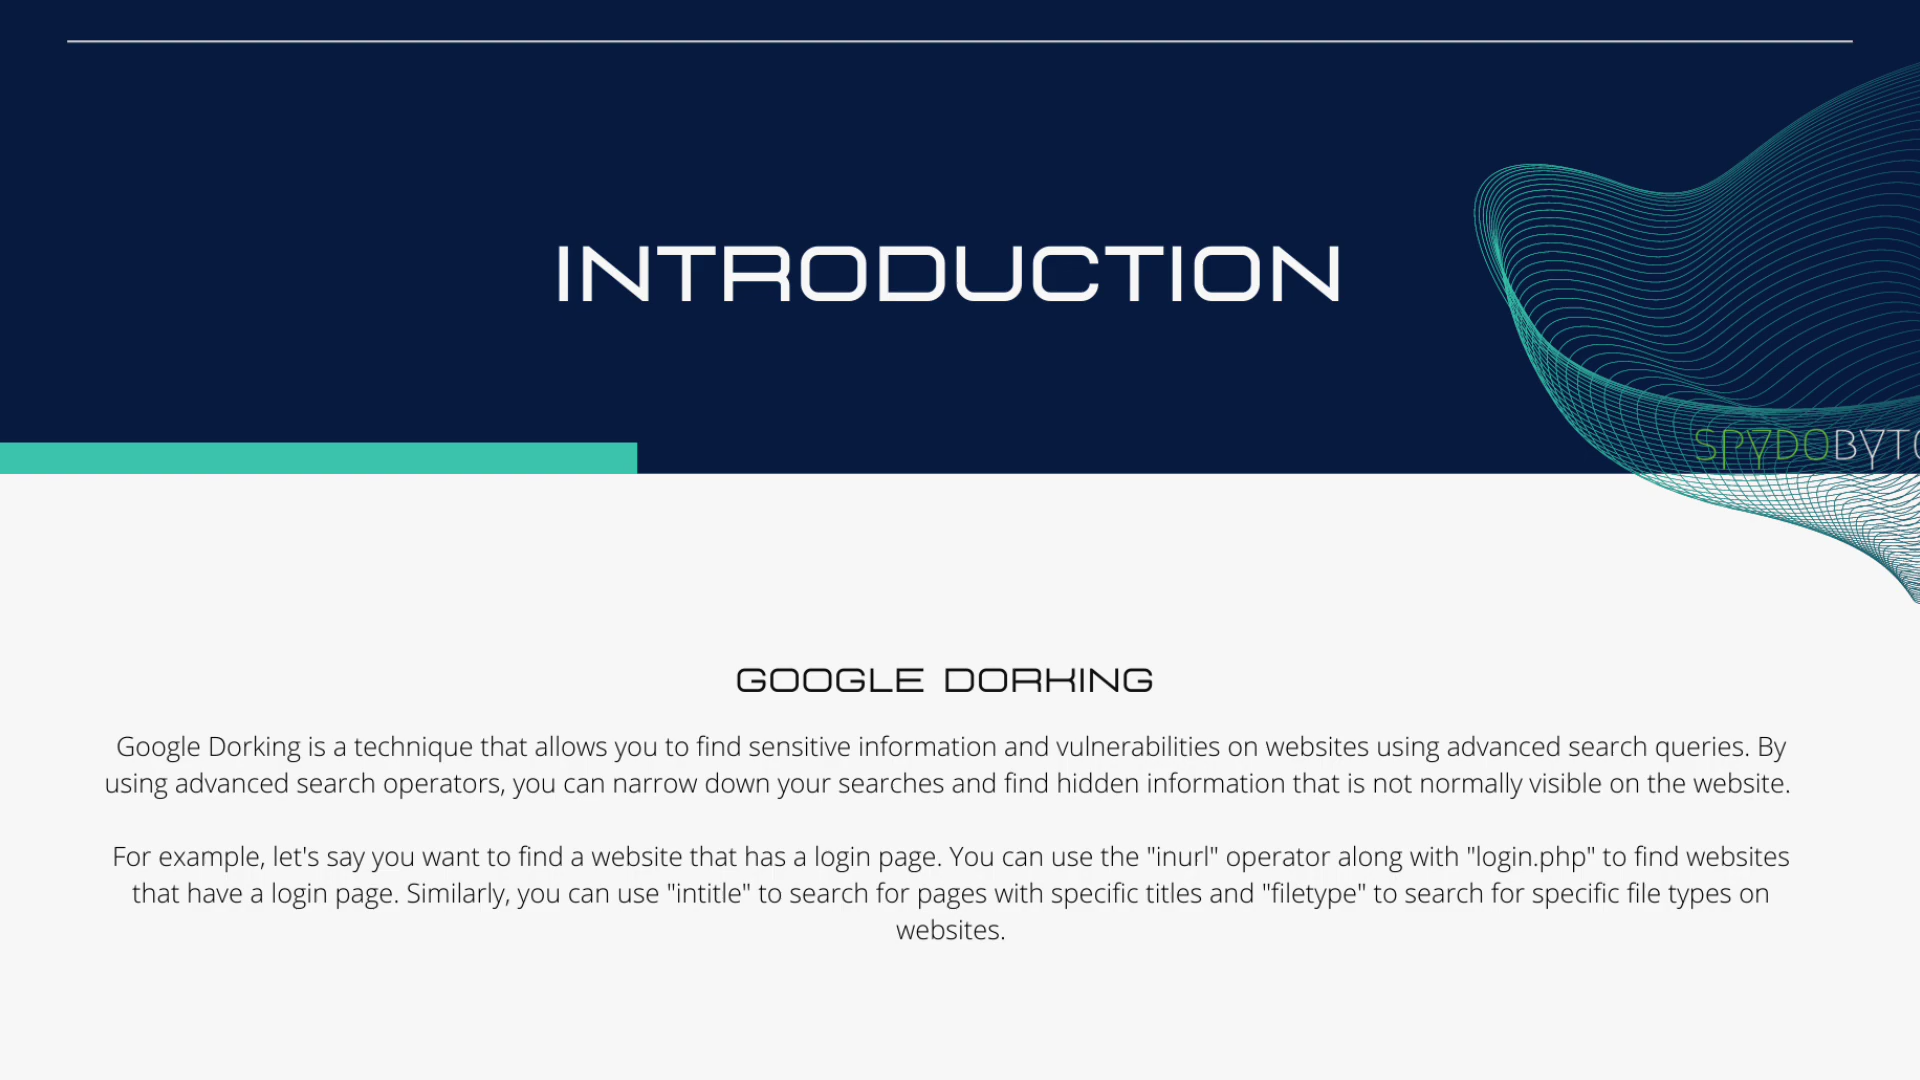 INTRODUCTION
SPYDOBYT
GOOGLE DORKING
Google Dorking is a technique that allows you to find sensitive information and vulnerabilities on websites using advanced search queries. By
using advanced search operators, you can narrow down your searches and find hidden information that is not normally visible on the website.
For example, let's say you want to find a website that has a login page. You can use the "inurl" operator along with "login.php" to find websites
that have a login page. Similarly, you can use "intitle" to search for pages with specific titles and "filetype" to search for specific file types on
websites.